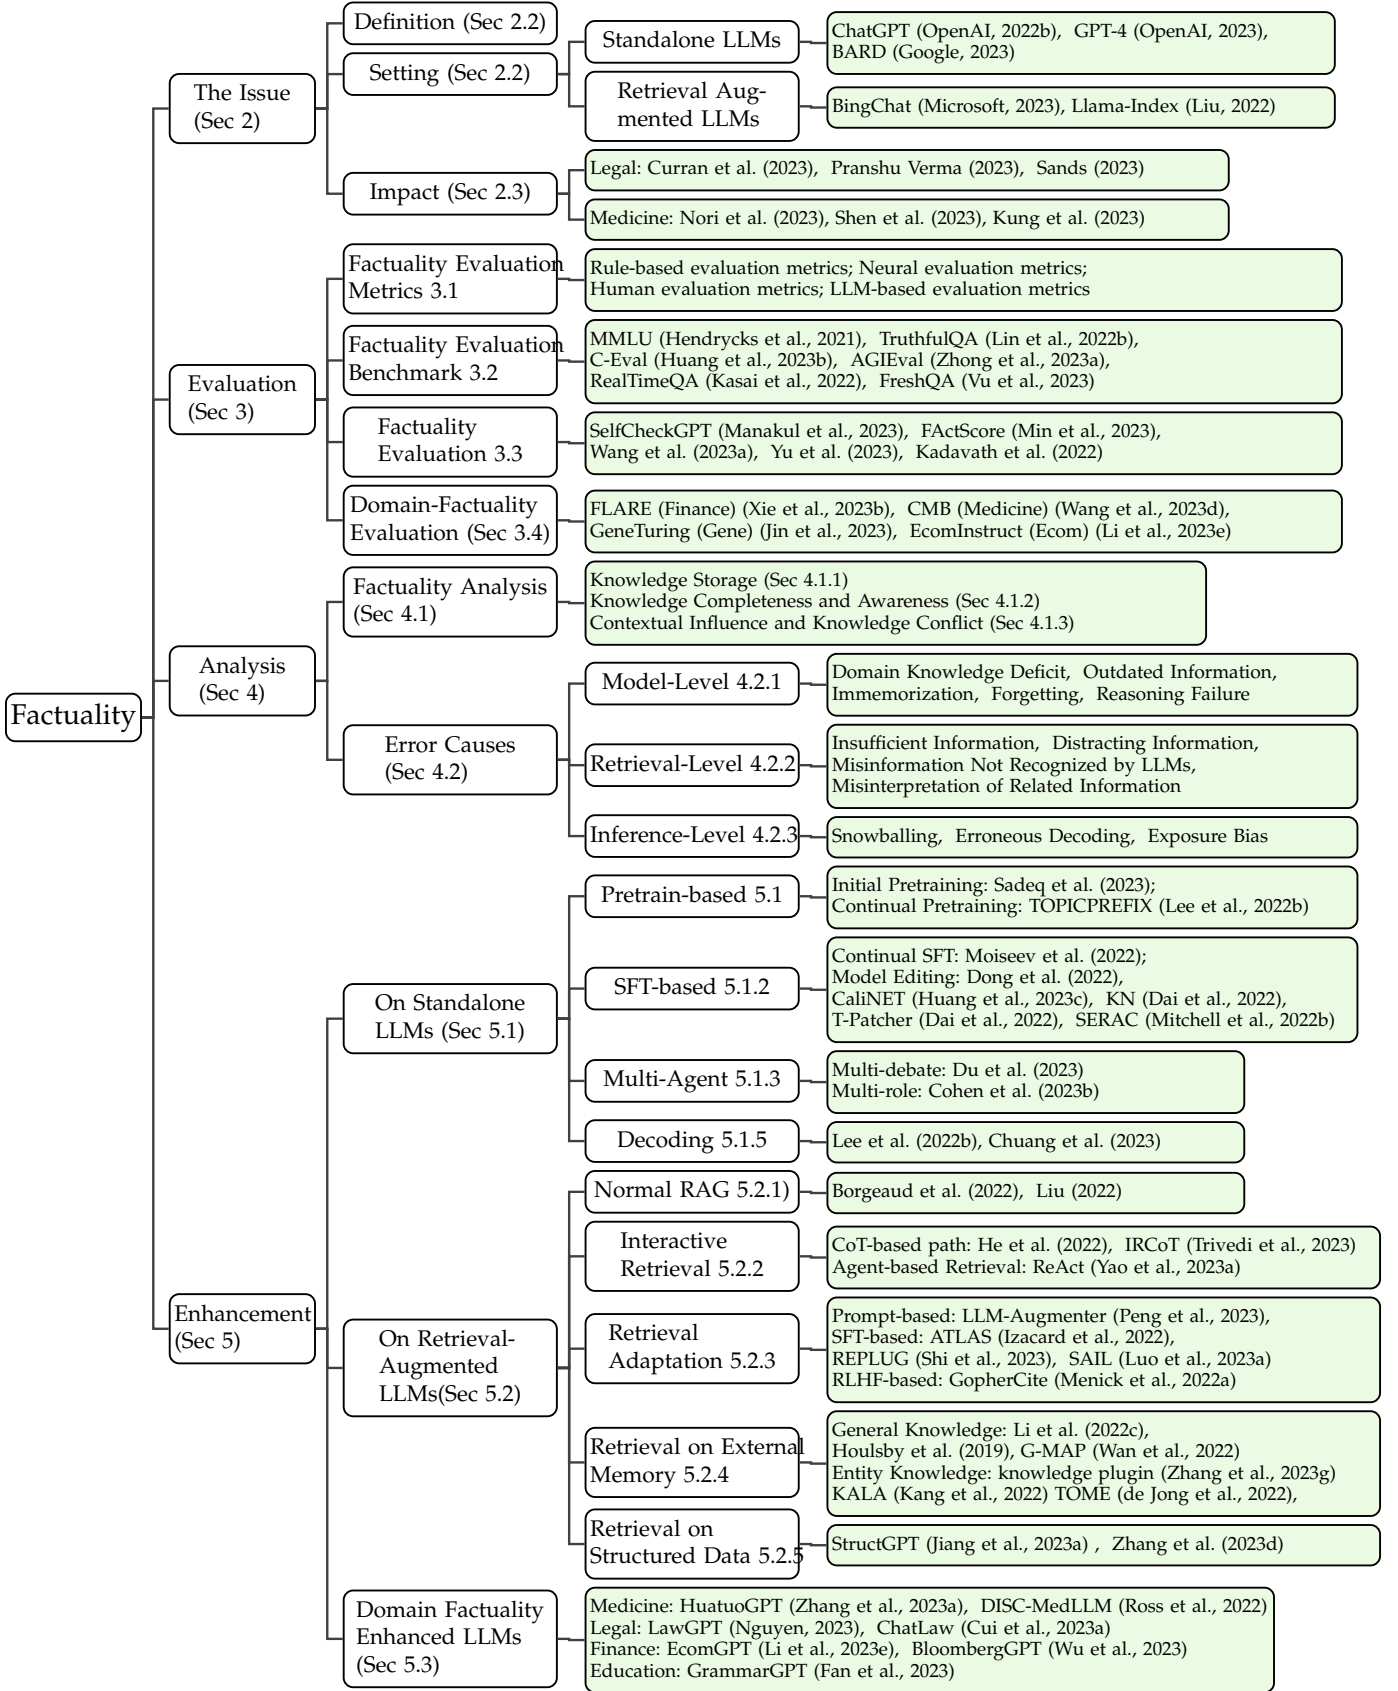 Factuality
The Issue
(Sec 2)
Definition (Sec 2.2)
Setting (Sec 2.2)
Standalone LLMs
ChatGPT (OpenAI, 2022b), GPT-4 (OpenAI, 2023),
BARD (Google, 2023)
Retrieval Aug-
mented LLMs
BingChat (Microsoft, 2023), Llama-Index (Liu, 2022)
Impact (Sec 2.3)
Legal: Curran et al. (2023), Pranshu Verma (2023), Sands (2023)
Medicine: Nori et al. (2023), Shen et al. (2023), Kung et al. (2023)
Evaluation
(Sec 3)
Factuality Evaluation
Metrics 3.1
Rule-based evaluation metrics; Neural evaluation metrics;
Human evaluation metrics; LLM-based evaluation metrics
Factuality Evaluation
Benchmark 3.2
MMLU (Hendrycks et al., 2021), TruthfulQA (Lin et al., 2022b),
C-Eval (Huang et al., 2023b), AGIEval (Zhong et al., 2023a),
RealTimeQA (Kasai et al., 2022), FreshQA (Vu et al., 2023)
Factuality
Evaluation 3.3
SelfCheckGPT (Manakul et al., 2023), FActScore (Min et al., 2023),
Wang et al. (2023a), Yu et al. (2023), Kadavath et al. (2022)
Domain-Factuality
Evaluation (Sec 3.4)
FLARE (Finance) (Xie et al., 2023b), CMB (Medicine) (Wang et al., 2023d),
GeneTuring (Gene) (Jin et al., 2023), EcomInstruct (Ecom) (Li et al., 2023e)
Analysis
(Sec 4)
Factuality Analysis
(Sec 4.1)
Knowledge Storage (Sec 4.1.1)
Knowledge Completeness and Awareness (Sec 4.1.2)
Contextual Influence and Knowledge Conflict (Sec 4.1.3)
Error Causes
(Sec 4.2)
Model-Level 4.2.1
Domain Knowledge Deficit, Outdated Information,
Immemorization, Forgetting, Reasoning Failure
Retrieval-Level 4.2.2
Insufficient Information, Distracting Information,
Misinformation Not Recognized by LLMs,
Misinterpretation of Related Information
Inference-Level 4.2.3
Snowballing, Erroneous Decoding, Exposure Bias
Enhancement
(Sec 5)
On Standalone
LLMs (Sec 5.1)
Pretrain-based 5.1
Initial Pretraining: Sadeq et al. (2023);
Continual Pretraining: TOPICPREFIX (Lee et al., 2022b)
SFT-based 5.1.2
Continual SFT: Moiseev et al. (2022);
Model Editing: Dong et al. (2022),
CaliNET (Huang et al., 2023c), KN (Dai et al., 2022),
T-Patcher (Dai et al., 2022), SERAC (Mitchell et al., 2022b)
Multi-Agent 5.1.3
Multi-debate: Du et al. (2023)
Multi-role: Cohen et al. (2023b)
Decoding 5.1.5
Lee et al. (2022b), Chuang et al. (2023)
On Retrieval-
Augmented
LLMs(Sec 5.2)
Normal RAG 5.2.1)
Borgeaud et al. (2022), Liu (2022)
Interactive
Retrieval 5.2.2
CoT-based path: He et al. (2022), IRCoT (Trivedi et al., 2023)
Agent-based Retrieval: ReAct (Yao et al., 2023a)
Retrieval
Adaptation 5.2.3
Prompt-based: LLM-Augmenter (Peng et al., 2023),
SFT-based: ATLAS (Izacard et al., 2022),
REPLUG (Shi et al., 2023), SAIL (Luo et al., 2023a)
RLHF-based: GopherCite (Menick et al., 2022a)
Retrieval on External
Memory 5.2.4
General Knowledge: Li et al. (2022c),
Houlsby et al. (2019), G-MAP (Wan et al., 2022)
Entity Knowledge: knowledge plugin (Zhang et al., 2023g)
KALA (Kang et al., 2022) TOME (de Jong et al., 2022),
Retrieval on
Structured Data 5.2.5
StructGPT (Jiang et al., 2023a) , Zhang et al. (2023d)
Domain Factuality
Enhanced LLMs
(Sec 5.3)
Medicine: HuatuoGPT (Zhang et al., 2023a), DISC-MedLLM (Ross et al., 2022)
Legal: LawGPT (Nguyen, 2023), ChatLaw (Cui et al., 2023a)
Finance: EcomGPT (Li et al., 2023e), BloombergGPT (Wu et al., 2023)
Education: GrammarGPT (Fan et al., 2023)